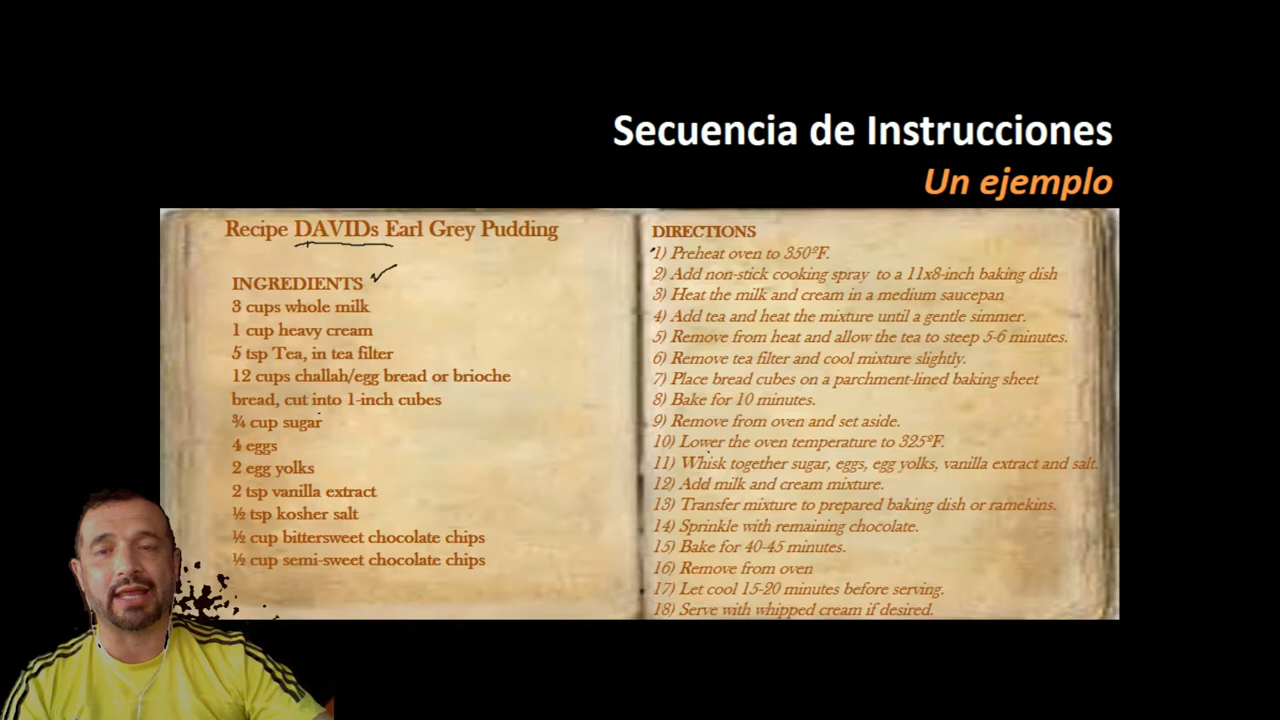 Secuencia de Instrucciones
Un ejemplo
Recipe DAVIDs Earl Grey Pudding
INGREDIENTS
3 cups whole milk
1 cup heavy cream
5 tsp Tea, in tea filter
12 cups challah/egg bread or brioche
bread, cut into 1-inch cubes
¾ cup sugar
4 eggs
2 egg yolks
2 tsp vanilla extract
½ tsp kosher salt
½ cup bittersweet chocolate chips
½ cup semi-sweet chocolate chips
DIRECTIONS
1) Preheat oven to 350ºF.
2) Add non-stick cooking spray to a 11x8-inch baking dish
3) Heat the milk and cream in a medium saucepan
4) Add tea and heat the mixture until a gentle simmer.
5) Remove from heat and allow the tea to steep 5-6 minutes.
6) Remove tea filter and cool mixture slightly.
7) Place bread cubes on a parchment-lined baking sheet
8) Bake for 10 minutes.
9) Remove from oven and set aside.
10) Lower the oven temperature to 325ºF.
11) Whisk together sugar, eggs, egg yolks, vanilla extract and salt.
12) Add milk and cream mixture.
13) Transfer mixture to prepared baking dish or ramekins.
14) Sprinkle with remaining chocolate.
15) Bake for 40-45 minutes.
16) Remove from oven
17) Let cool 15-20 minutes before serving.
18) Serve with whipped cream if desired.